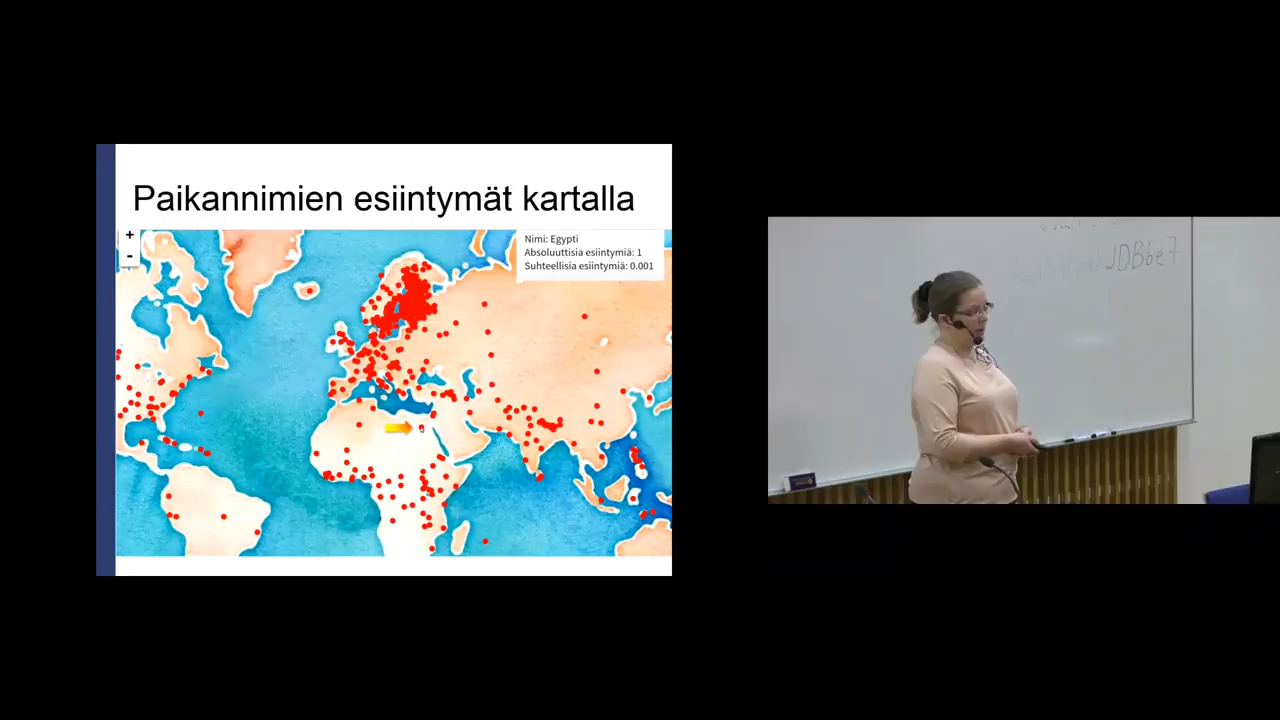 Paikannimien esiintymät kartalla
+
-
Nimi: Egypti
Absoluuttisia esiintymiä: 1
Suhteellisia esiintymiä: 0.001
JDBbe7